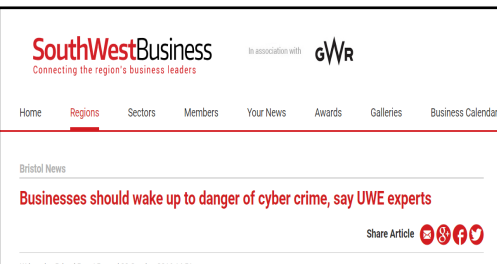 SouthWestBusiness
Connecting the region's business leaders
In association with GWR
Home Regions Sectors Members Your News Awards Galleries Business Calendar
Bristol News
Businesses should wake up to danger of cyber crime, say UWE experts
Share Article